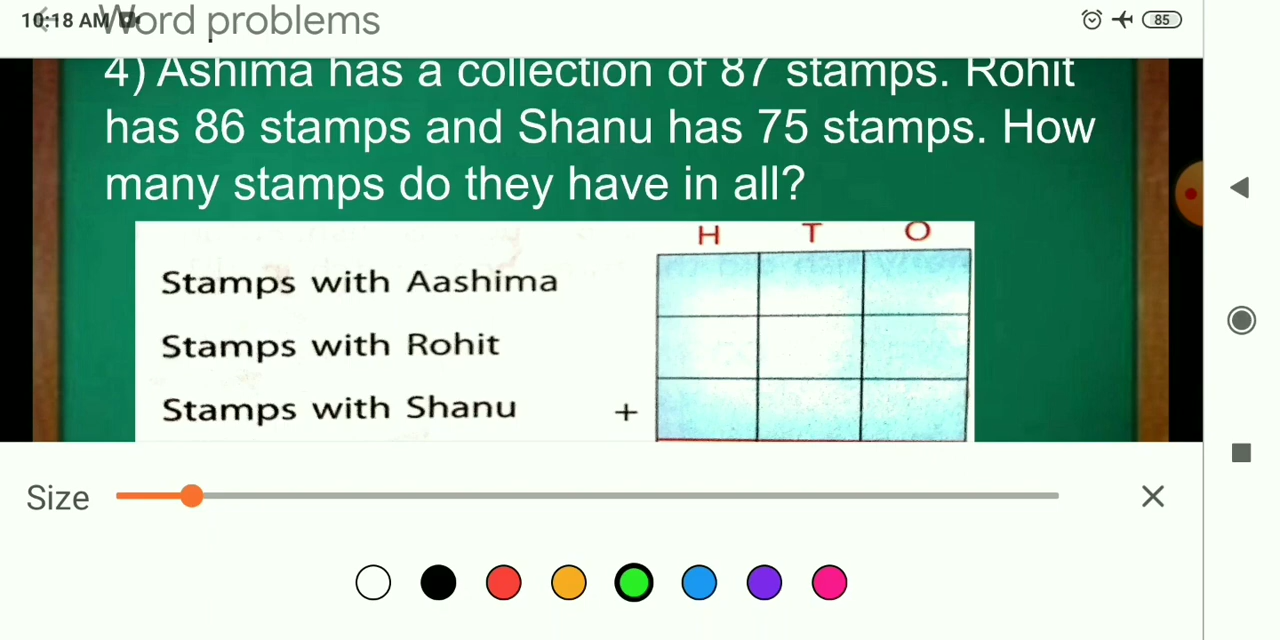 10:18 AM
Word problems
85
4) Ashima has a collection of 87 stamps. Rohit
has 86 stamps and Shanu has 75 stamps. How
many stamps do they have in all?
H T O
Stamps with Aashima
Stamps with Rohit
Stamps with Shanu +
Size